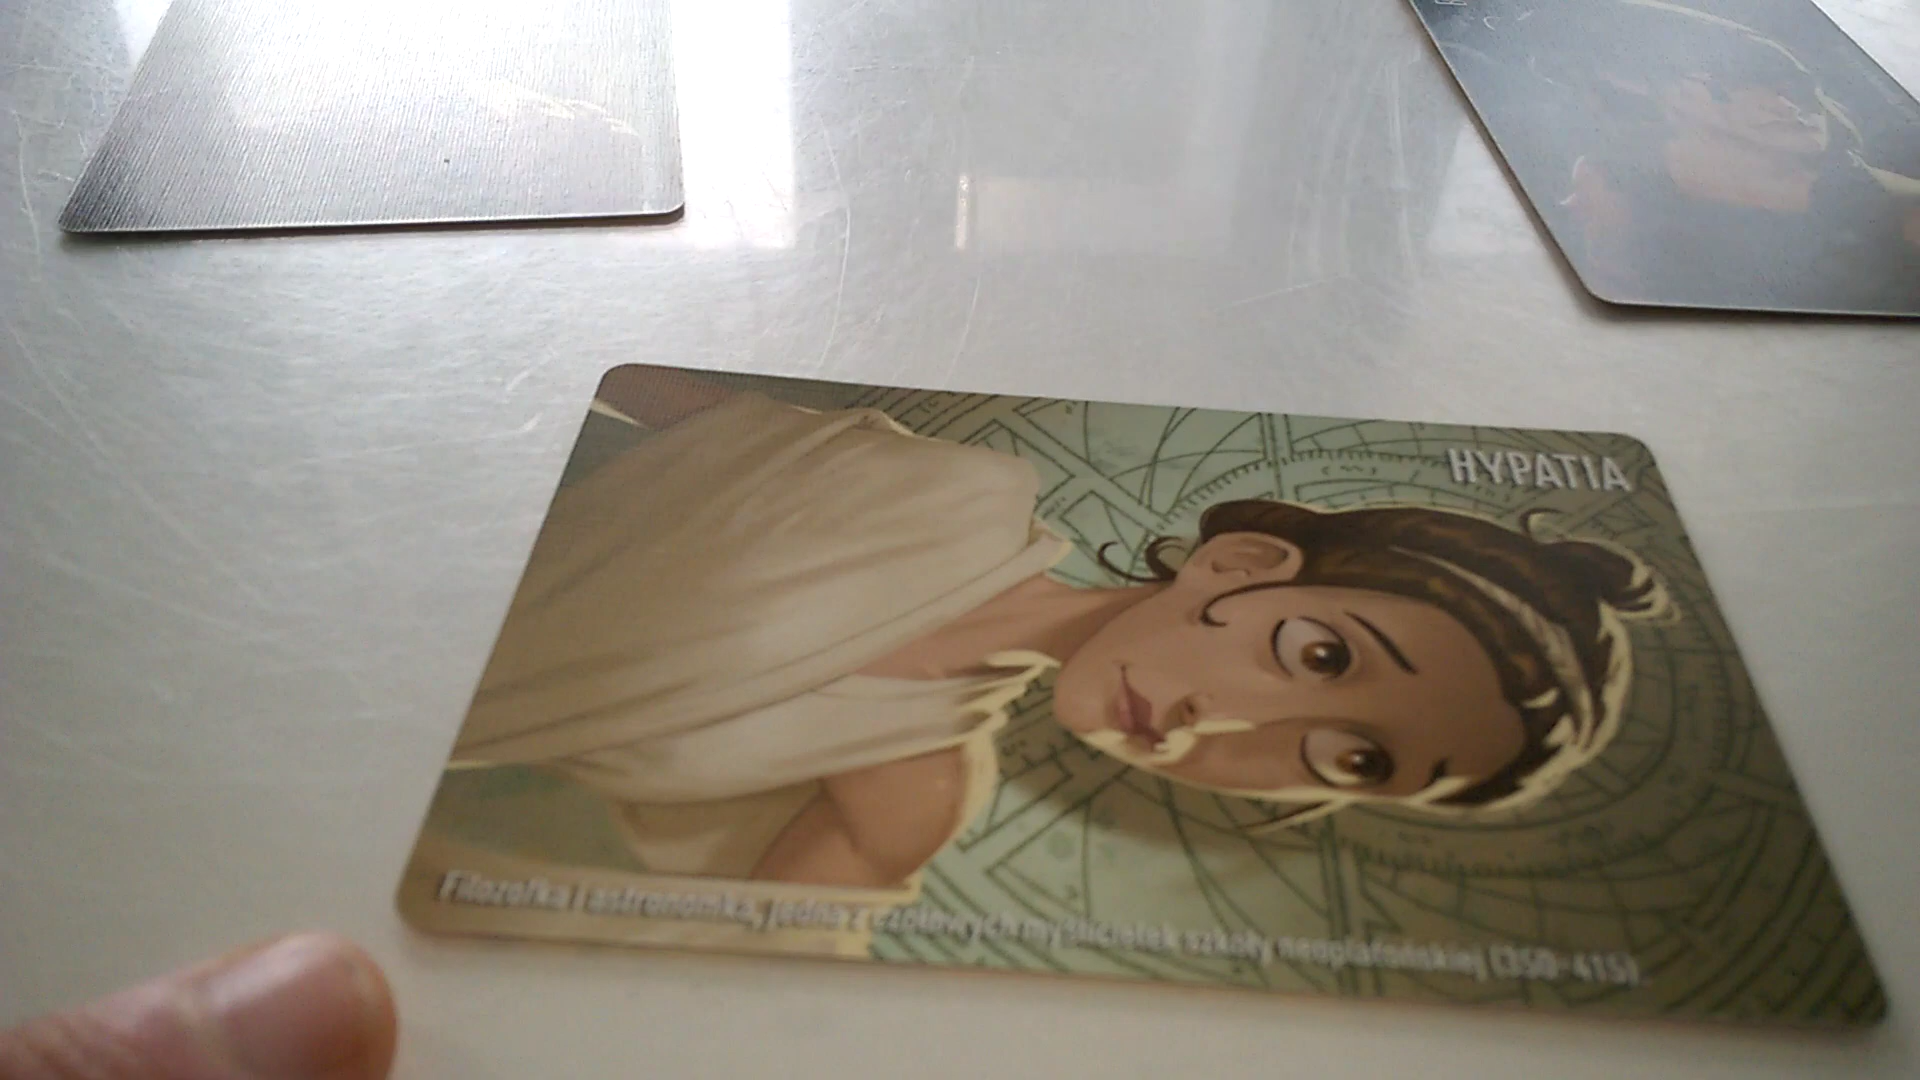 HYPATIA
Filozofka i astronomka, jedna z czołowych myślicielek szkoły neoplatońskiej (350-415).